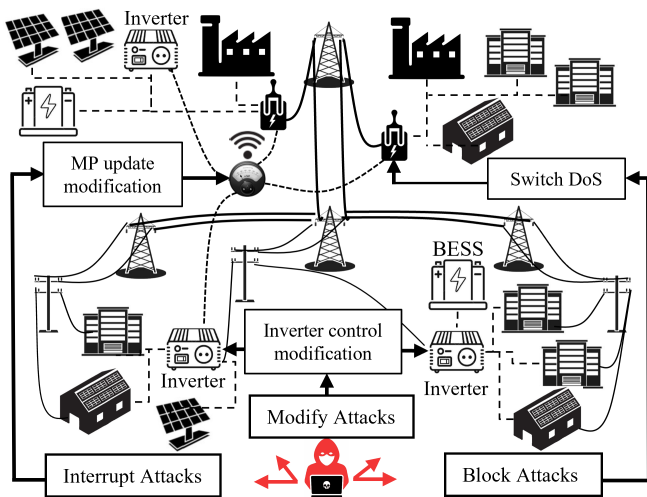 Inverter
MP update
modification
Switch DoS
BESS
Inverter control
modification
Inverter
Inverter
Modify Attacks
Interrupt Attacks
Block Attacks